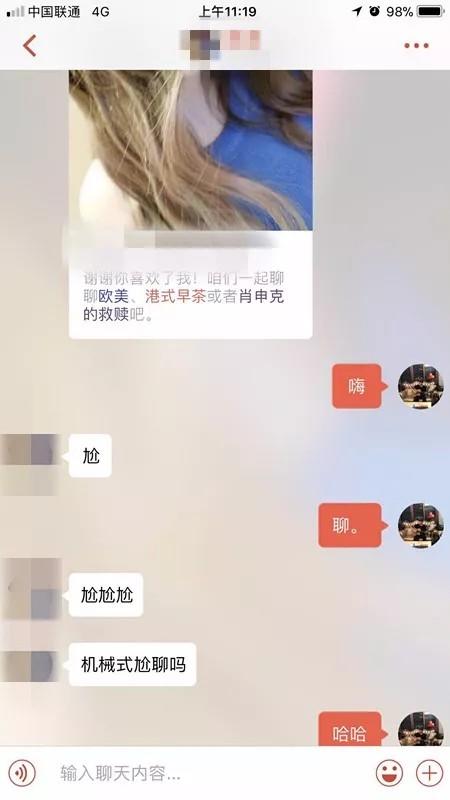 中国联通 4G 上午11:19 98%
谢谢你喜欢了我！咱们一起聊
聊欧美、港式早茶或者肖申克
的救赎吧。
嗨
尬
聊。
尬尬尬
机械式尬聊吗
哈哈
输入聊天内容...